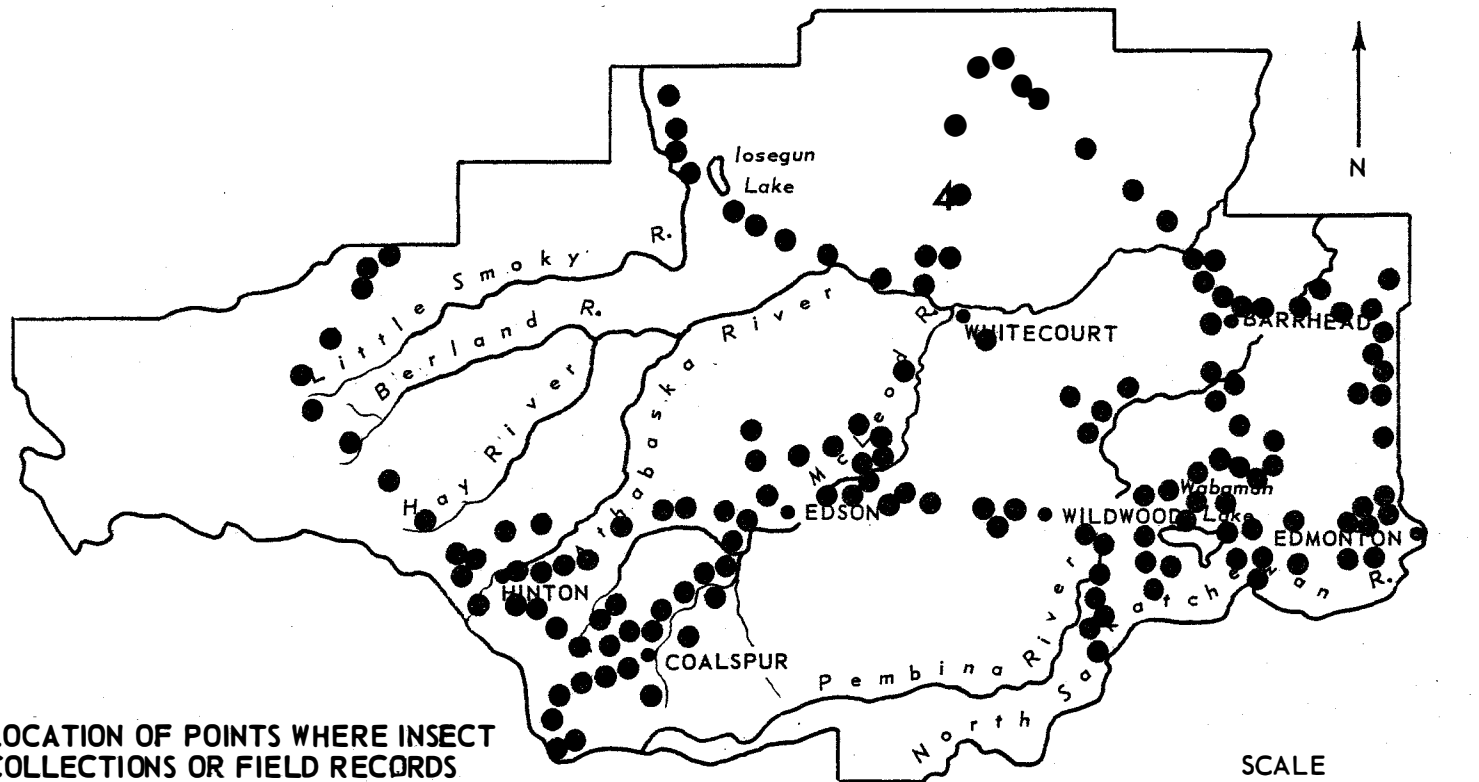 Iosegun
Lake
N
4
Little Smoky R.
Berland R.
Hay River
Athabaska River
McLeod R.
WHITECOURT
BARRHEAD
EDSON
WILDWOOD
Wabamun
Lake
EDMONTON
HINTON
COALSPUR
Pembina River
North Saskatchewan R.
LOCATION OF POINTS WHERE INSECT
COLLECTIONS OR FIELD RECORDS
SCALE